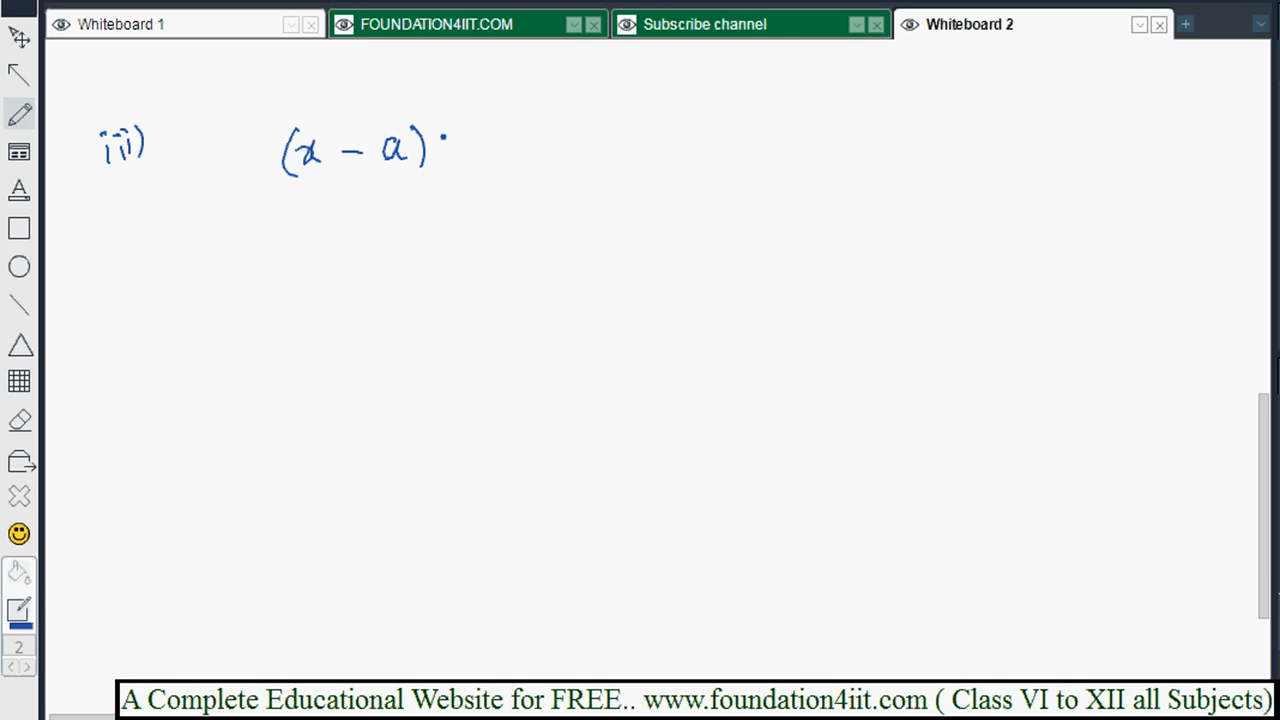 Whiteboard 1
FOUNDATION4IIT.COM
Subscribe channel
Whiteboard 2
iii) (x - a)
2
A Complete Educational Website for FREE.. www.foundation4iit.com ( Class VI to XII all Subjects)